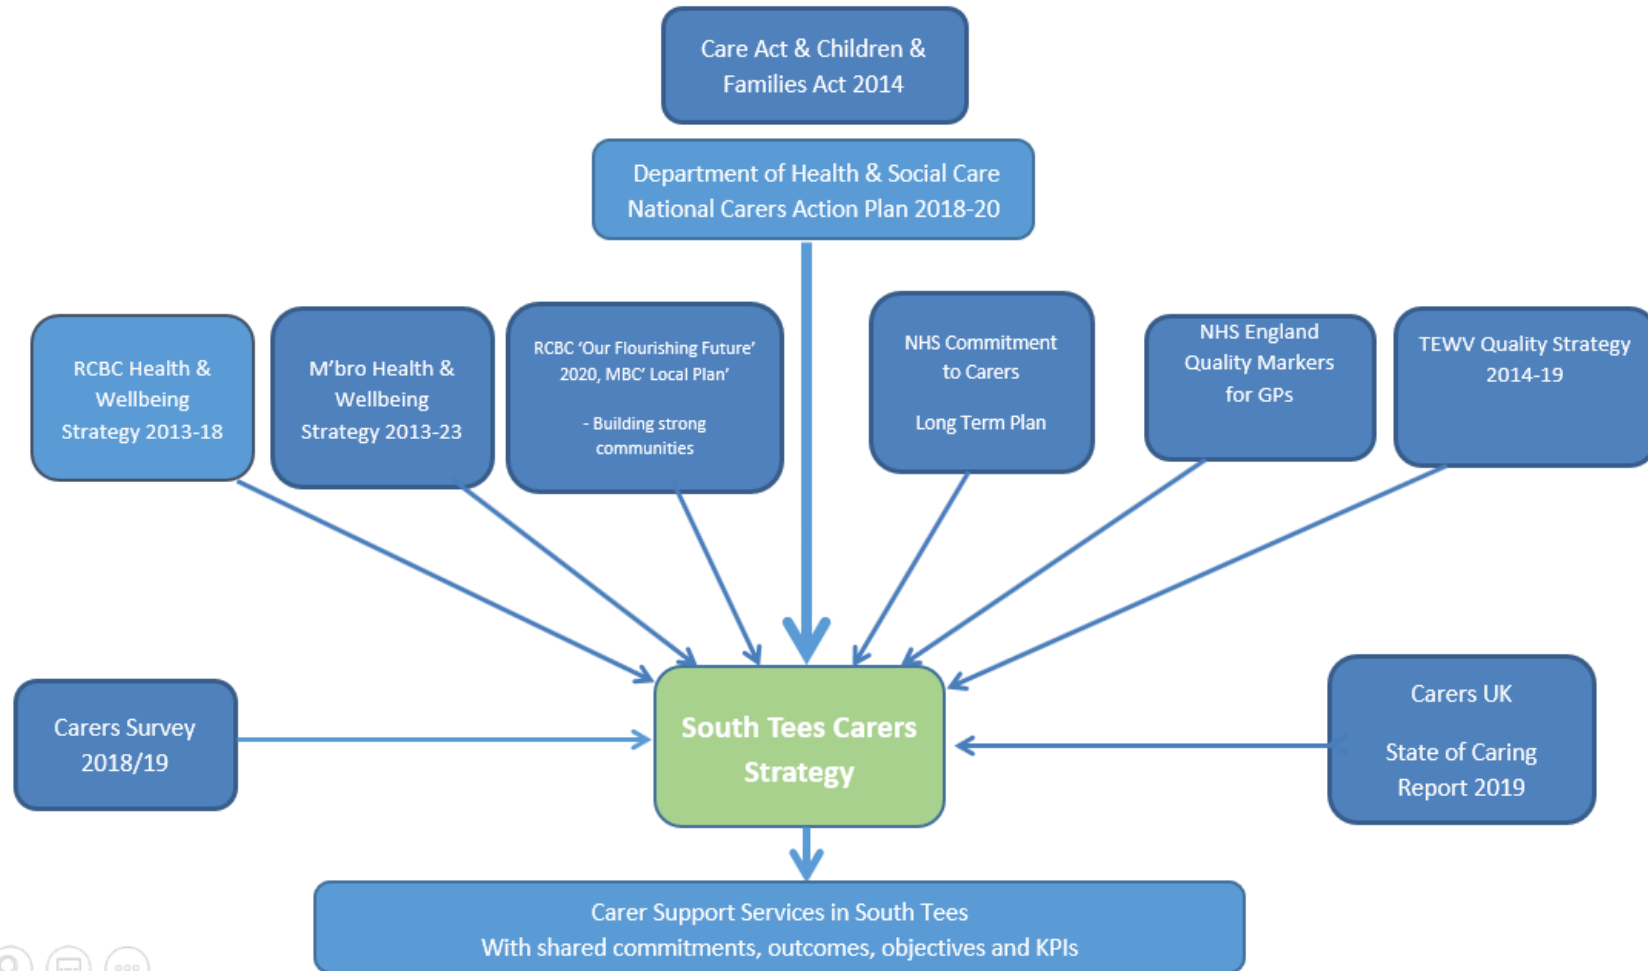 Care Act & Children &
Families Act 2014
Department of Health & Social Care
National Carers Action Plan 2018-20
RCBC Health &
Wellbeing
Strategy 2013-18
M'bro Health &
Wellbeing
Strategy 2013-23
RCBC ‘Our Flourishing Future’
2020, MBC’ Local Plan’
- Building strong
communities
NHS Commitment
to Carers
Long Term Plan
NHS England
Quality Markers
for GPs
TEWV Quality Strategy
2014-19
Carers Survey
2018/19
South Tees Carers
Strategy
Carers UK
State of Caring
Report 2019
Carer Support Services in South Tees
With shared commitments, outcomes, objectives and KPIs